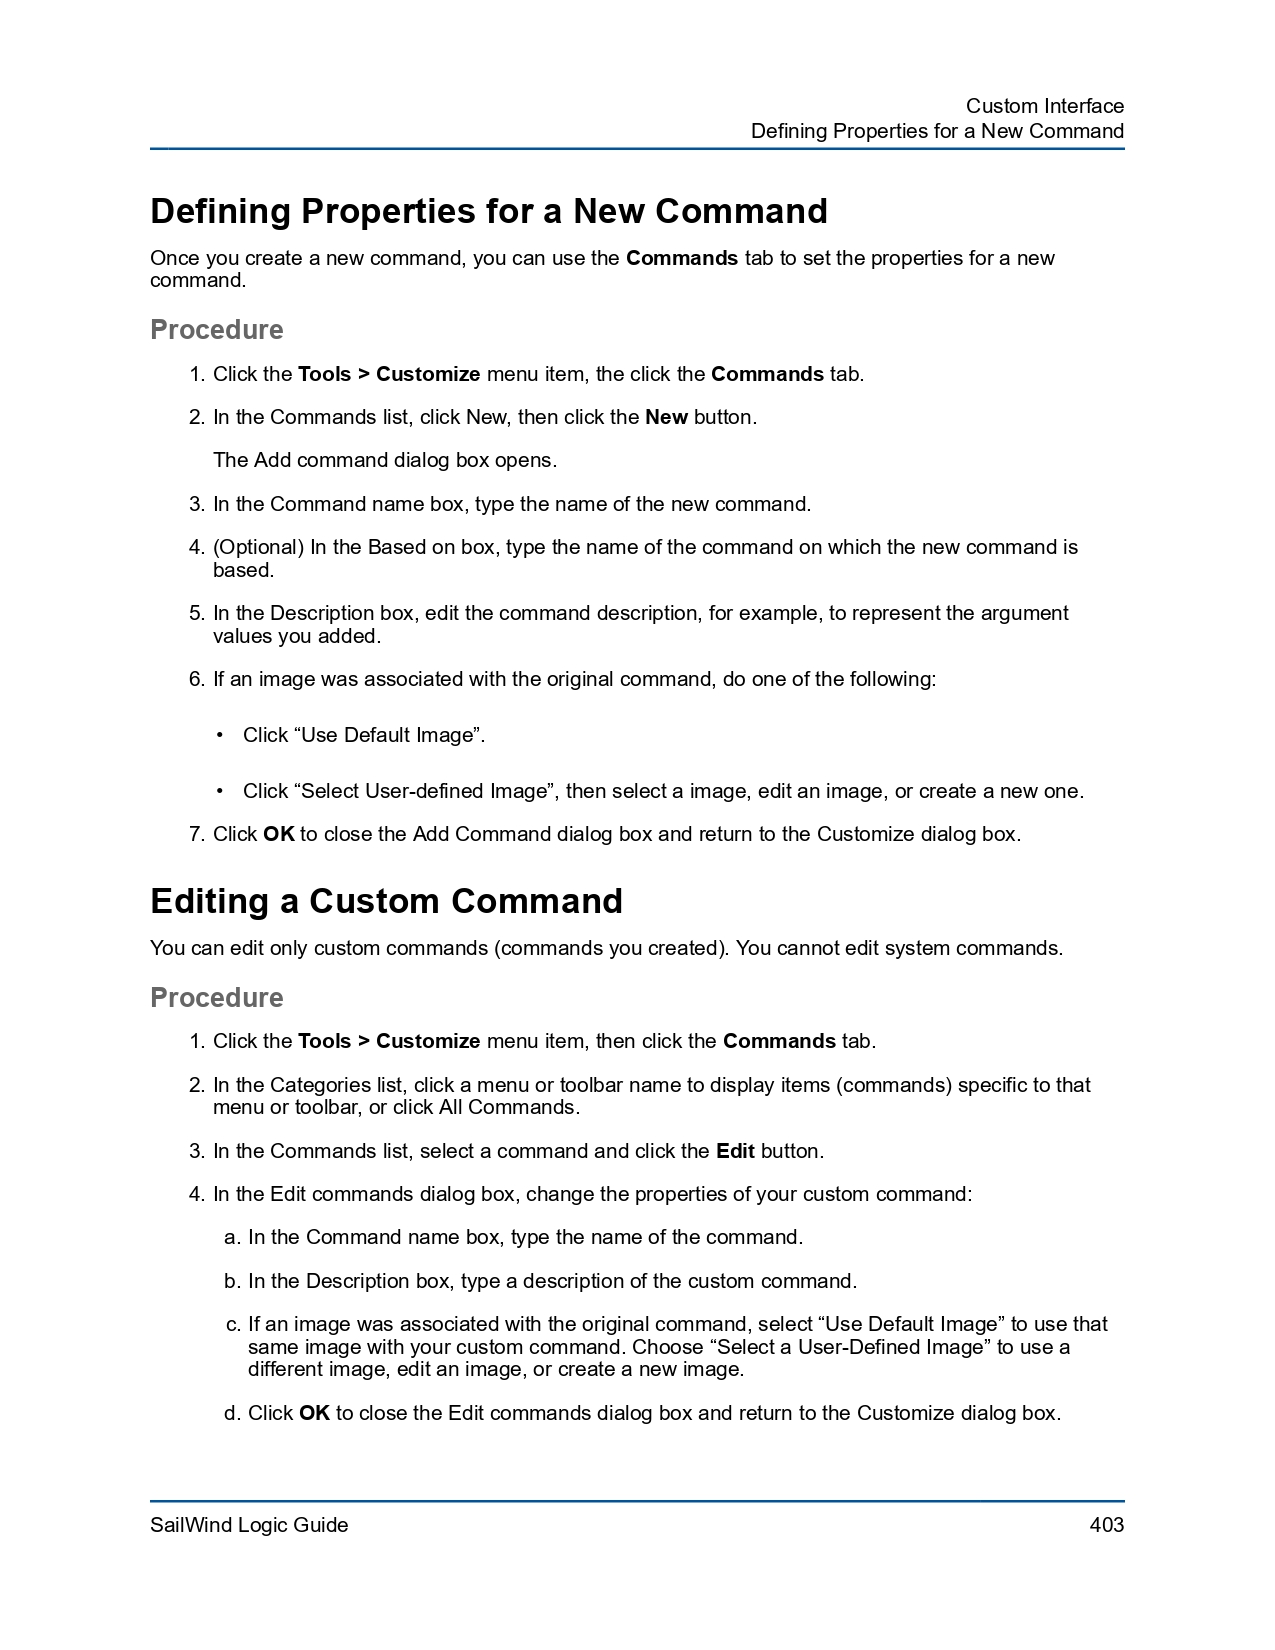 Custom Interface
Defining Properties for a New Command
Defining Properties for a New Command
Once you create a new command, you can use the Commands tab to set the properties for a new
command.
Procedure
1. Click the Tools > Customize menu item, the click the Commands tab.
2. In the Commands list, click New, then click the New button.
The Add command dialog box opens.
3. In the Command name box, type the name of the new command.
4. (Optional) In the Based on box, type the name of the command on which the new command is
based.
5. In the Description box, edit the command description, for example, to represent the argument
values you added.
6. If an image was associated with the original command, do one of the following:
• Click “Use Default Image”.
• Click “Select User-defined Image”, then select a image, edit an image, or create a new one.
7. Click OK to close the Add Command dialog box and return to the Customize dialog box.
Editing a Custom Command
You can edit only custom commands (commands you created). You cannot edit system commands.
Procedure
1. Click the Tools > Customize menu item, then click the Commands tab.
2. In the Categories list, click a menu or toolbar name to display items (commands) specific to that
menu or toolbar, or click All Commands.
3. In the Commands list, select a command and click the Edit button.
4. In the Edit commands dialog box, change the properties of your custom command:
a. In the Command name box, type the name of the command.
b. In the Description box, type a description of the custom command.
c. If an image was associated with the original command, select “Use Default Image” to use that
same image with your custom command. Choose “Select a User-Defined Image” to use a
different image, edit an image, or create a new image.
d. Click OK to close the Edit commands dialog box and return to the Customize dialog box.
SailWind Logic Guide
403